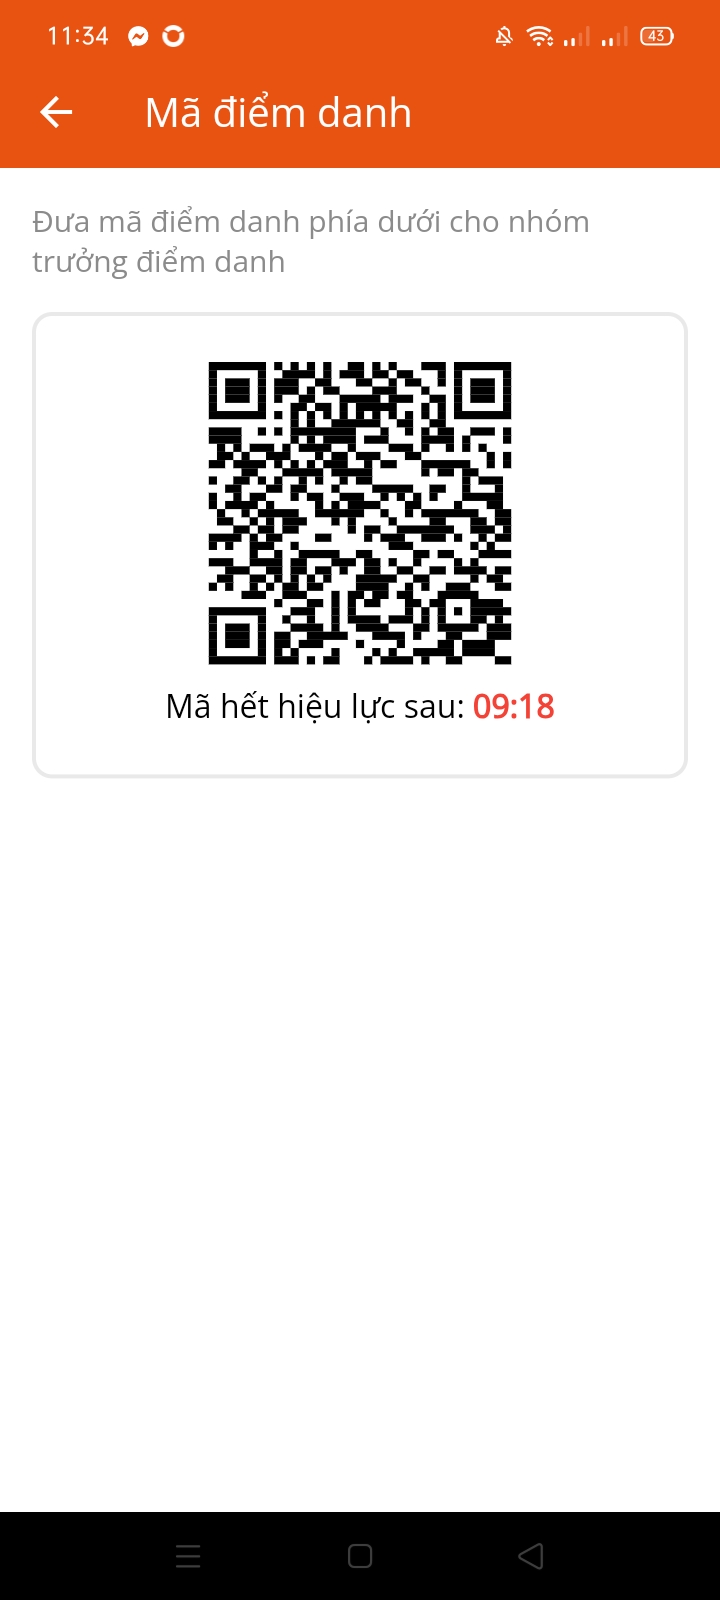 11:34
43
Mã điểm danh
Đưa mã điểm danh phía dưới cho nhóm
trưởng điểm danh
Mã hết hiệu lực sau: 09:18